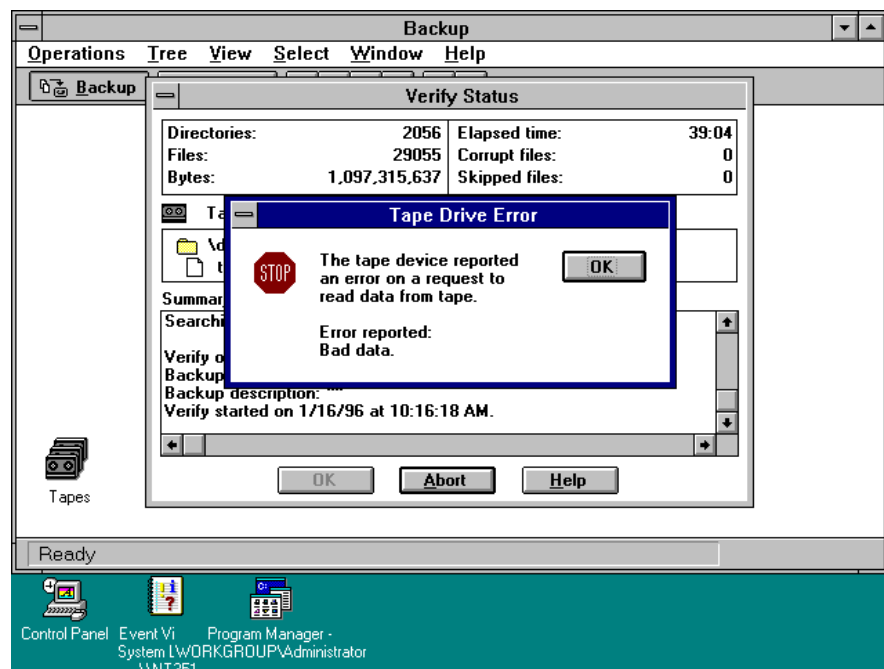 Backup
Operations Tree View Select Window Help
Backup
Verify Status
Directories: 2056 Elapsed time: 39:04
Files: 29055 Corrupt files: 0
Bytes: 1,097,315,637 Skipped files: 0
Tape Drive Error
\d
The tape device reported
an error on a request to
read data from tape.
STOP
OK
Error reported:
Bad data.
Verify
Backup
Backup description: ""
Verify started on 1/16/96 at 10:16:18 AM.
OK Abort Help
Tapes
Ready
Control Panel Event Vi Program Manager -
System [WORKGROUP\Administrator
\\NT351